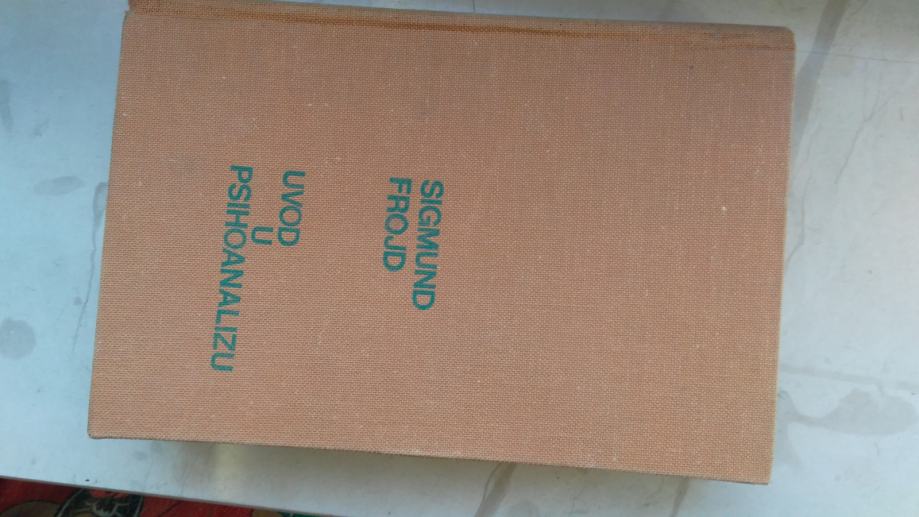 SIGMUND
FROJD
UVOD
U
PSIHOANALIZU